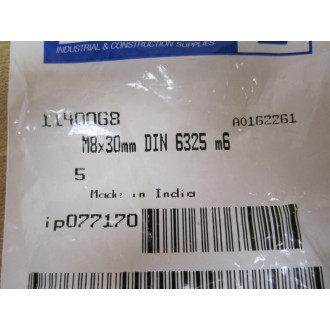 INDUSTRIAL & CONSTRUCTION SUPPLIES
1140068 A0162261
M8x30mm DIN 6325 m6
5
Made in India
ip077170